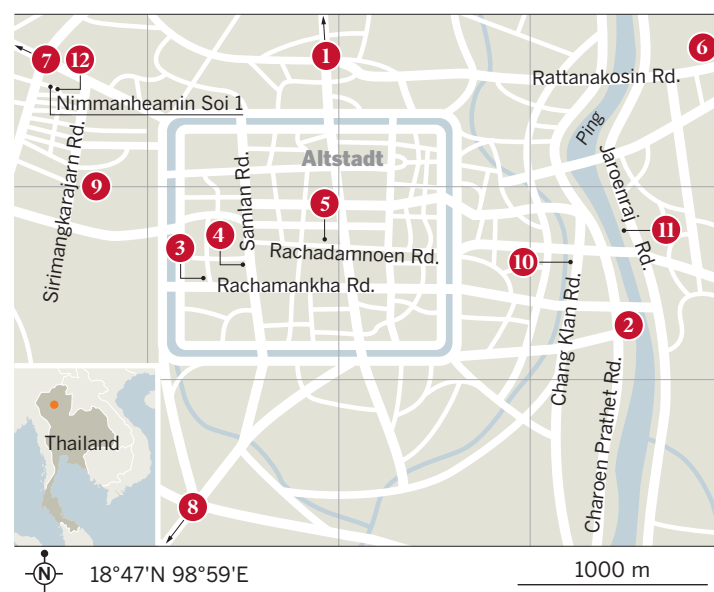 1
6
7
12
Rattanakosin Rd.
Nimmanheamin Soi 1
Ping
Altstadt
Jaroenraj Rd.
Sirimangkarajarn Rd.
9
Samlan Rd.
5
4
3
11
Rachadamnoen Rd.
10
Rachamankha Rd.
Chang Klan Rd.
2
Charoen Prathet Rd.
Thailand
8
N
18°47'N 98°59'E
1000 m